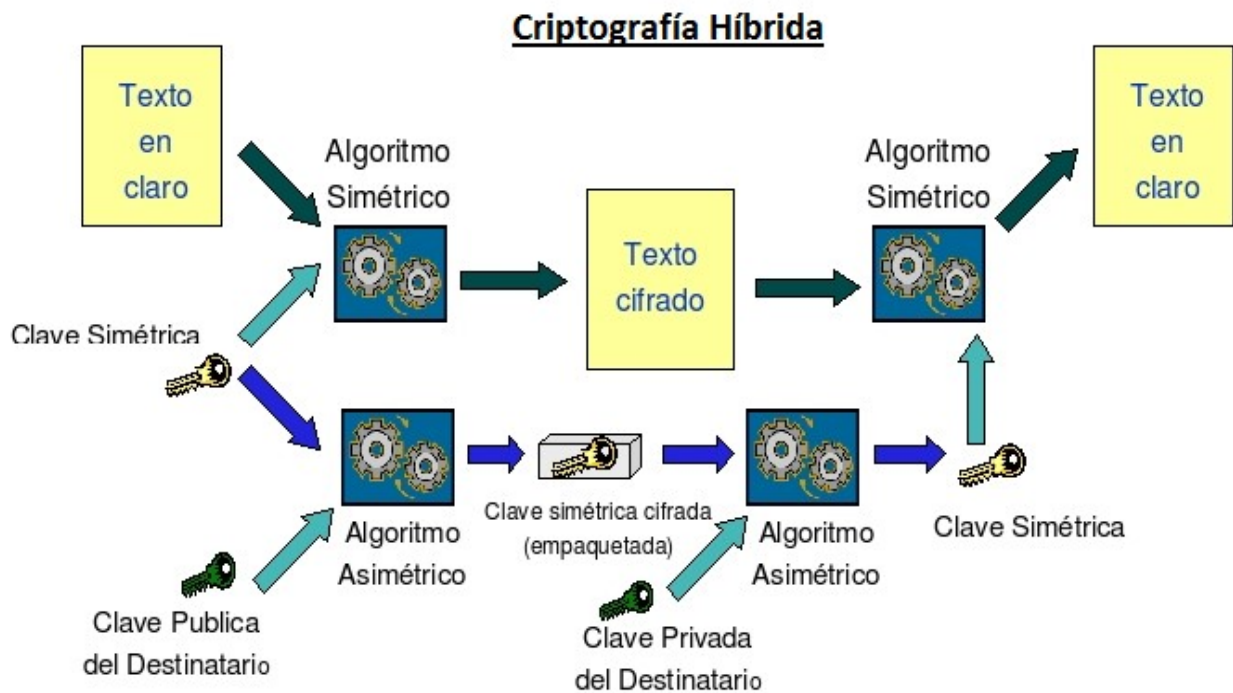 Criptografía Híbrida
Texto
en
claro
Algoritmo
Simétrico
Texto
cifrado
Algoritmo
Simétrico
Texto
en
claro
Clave Simétrica
Algoritmo
Asimétrico
Clave simétrica cifrada
(empaquetada)
Algoritmo
Asimétrico
Clave Simétrica
Clave Publica
del Destinatario
Clave Privada
del Destinatario